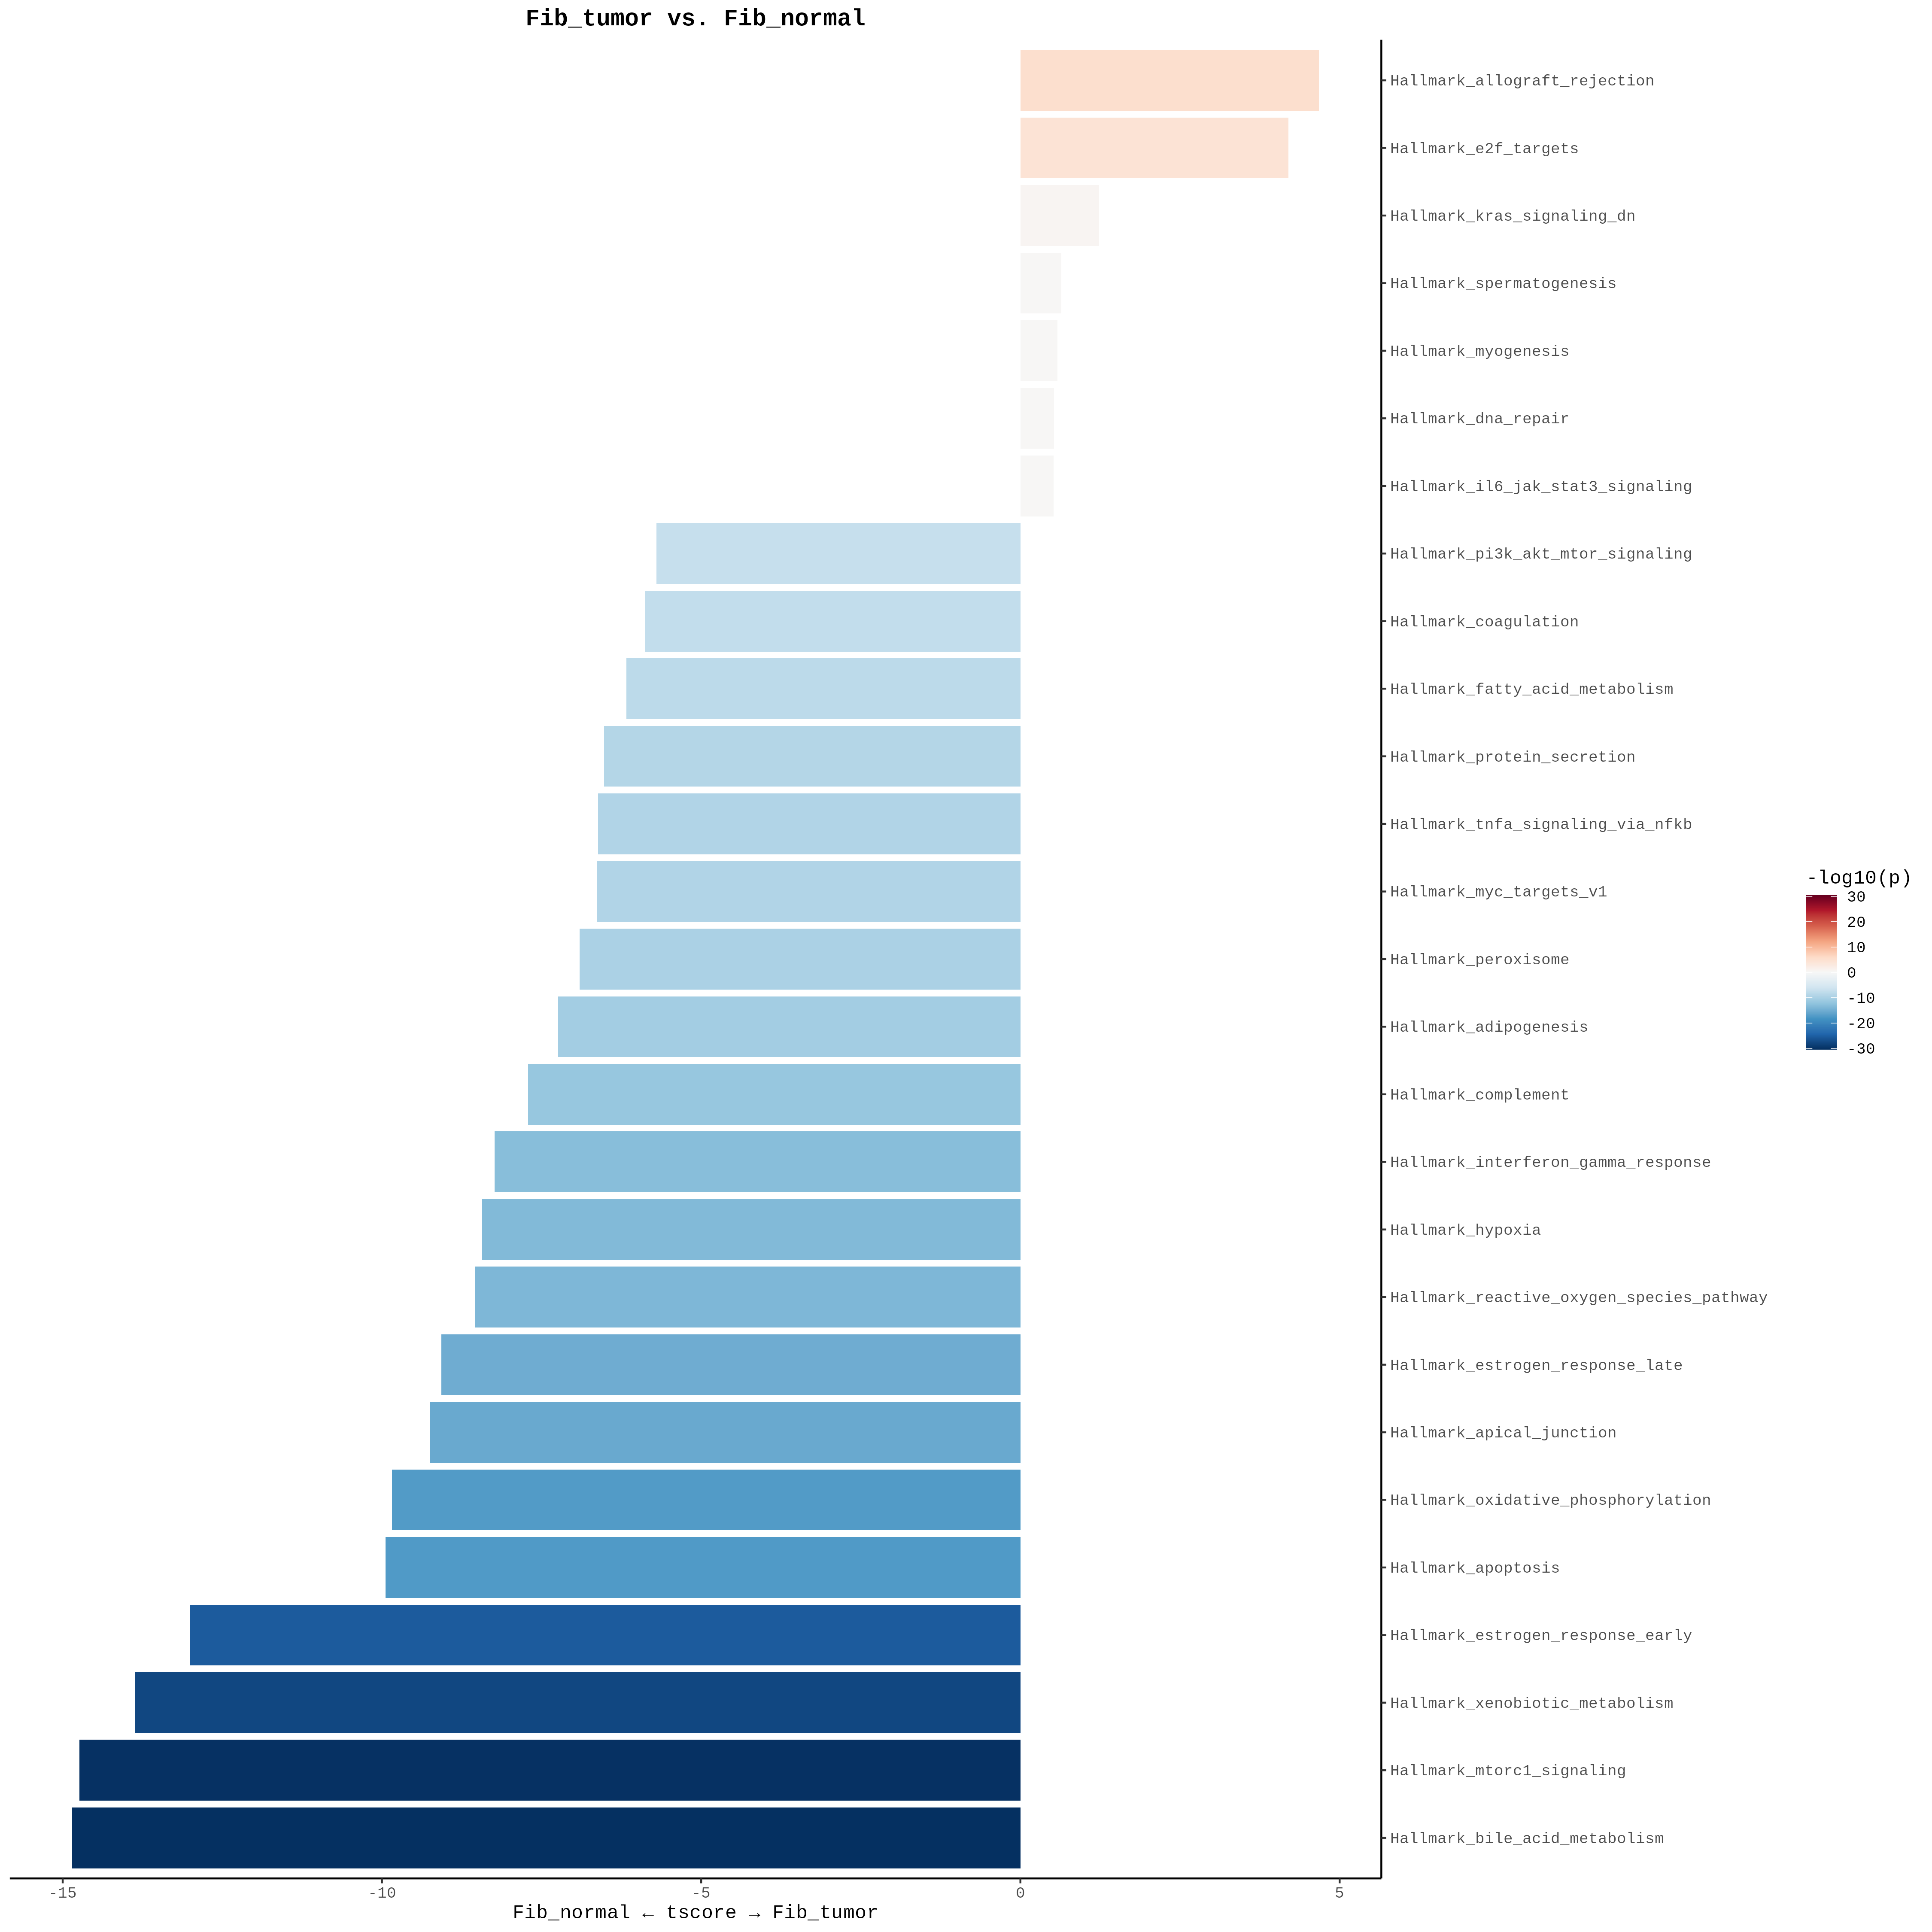 Fib_tumor vs. Fib_normal
Hallmark_allograft_rejection
Hallmark_e2f_targets
Hallmark_kras_signaling_dn
Hallmark_spermatogenesis
Hallmark_myogenesis
Hallmark_dna_repair
Hallmark_il6_jak_stat3_signaling
Hallmark_pi3k_akt_mtor_signaling
Hallmark_coagulation
Hallmark_fatty_acid_metabolism
Hallmark_protein_secretion
Hallmark_tnfa_signaling_via_nfkb
Hallmark_myc_targets_v1
Hallmark_peroxisome
Hallmark_adipogenesis
Hallmark_complement
Hallmark_interferon_gamma_response
Hallmark_hypoxia
Hallmark_reactive_oxygen_species_pathway
Hallmark_estrogen_response_late
Hallmark_apical_junction
Hallmark_oxidative_phosphorylation
Hallmark_apoptosis
Hallmark_estrogen_response_early
Hallmark_xenobiotic_metabolism
Hallmark_mtorc1_signaling
Hallmark_bile_acid_metabolism
-15 -10 -5 0 5
Fib_normal ← tscore → Fib_tumor
-log10(p)
30
20
10
0
-10
-20
-30